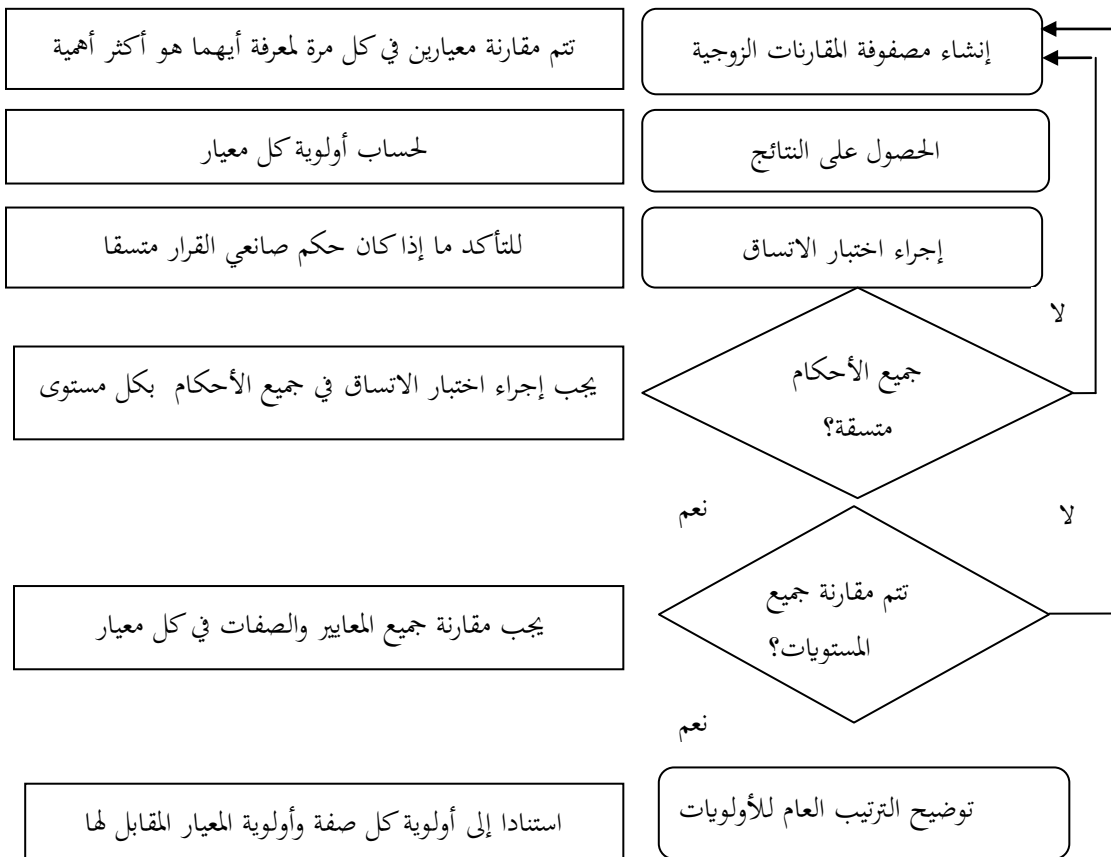 إنشاء مصفوفة المقارنات الزوجية
تتم مقارنة معيارين في كل مرة لمعرفة أيهما هو أكثر أهمية
الحصول على النتائج
لحساب أولوية كل معيار
إجراء اختبار الاتساق
للتأكد ما إذا كان حكم صانعي القرار متسقا
لا
جميع الأحكام
متسقة؟
يجب إجراء اختبار الاتساق في جميع الأحكام بكل مستوى
نعم
لا
تتم مقارنة جميع
المستويات؟
يجب مقارنة جميع المعايير والصفات في كل معيار
نعم
توضيح الترتيب العام للأولويات
استنادا إلى أولوية كل صفة وأولوية المعيار المقابل لها